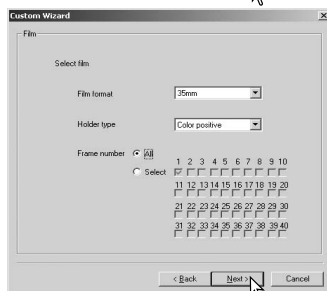 Custom Wizard
Film
Select film
Film format 35mm
Holder type Color positive
Frame number All
Select
1 2 3 4 5 6 7 8 9 10
11 12 13 14 15 16 17 18 19 20
21 22 23 24 25 26 27 28 29 30
31 32 33 34 35 36 37 38 39 40
< Back Next > Cancel